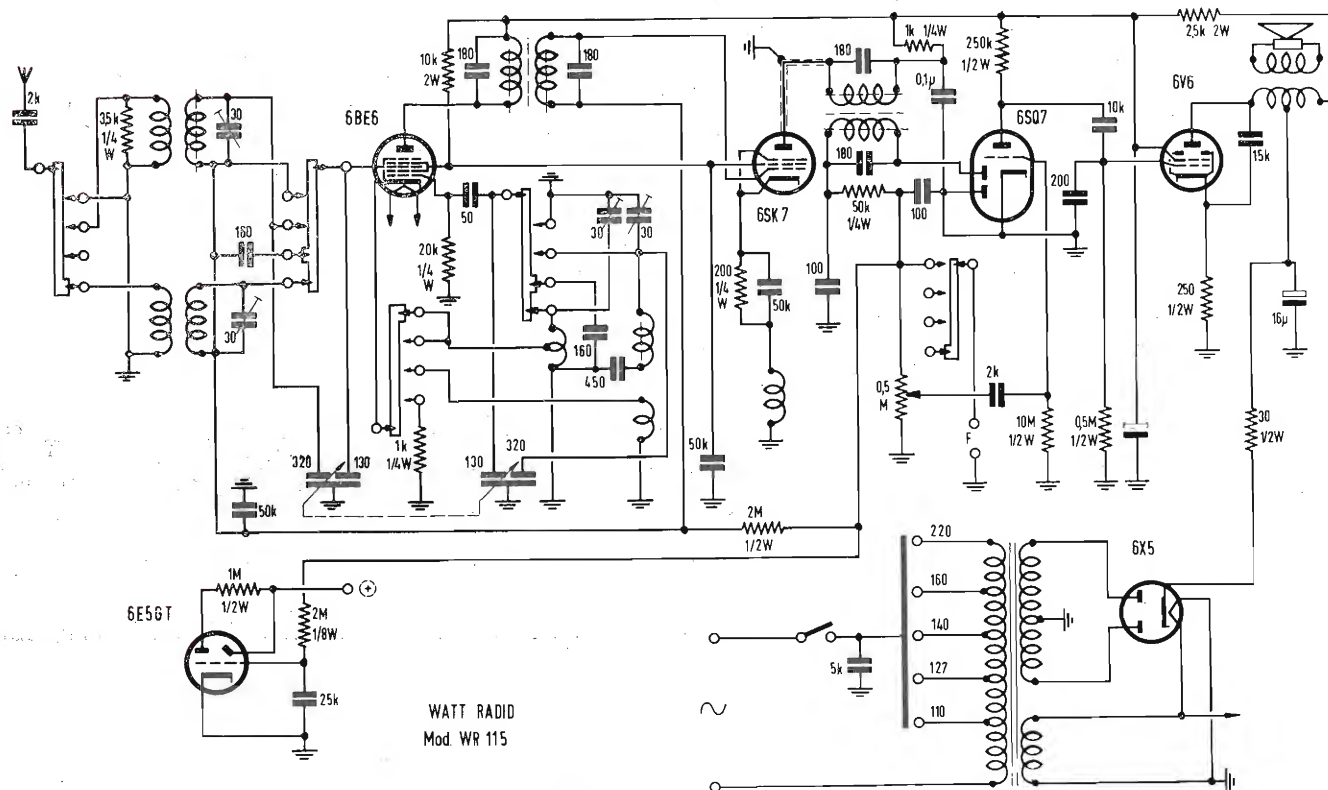 2k
3,5k
1/4
W
30
160
30
320
130
50k
180
10k
2W
180
6BE6
50
20k
1/4
W
30
30
160
450
1k
1/4W
130
320
50k
1k 1/4W
180
0,1µ
6SK7
180
50k
1/4W
100
100
200
1/4
W
50k
250k
1/2W
6SQ7
10k
200
6V6
2,5k 2W
15k
250
1/2W
16µ
0,5
M
2k
F
10M
1/2W
0,5M
1/2W
30
1/2W
2M
1/2W
6E5GT
1M
1/2W
+
2M
1/8W
25k
WATT RADIO
Mod. WR 115
5k
220
160
140
127
110
6X5